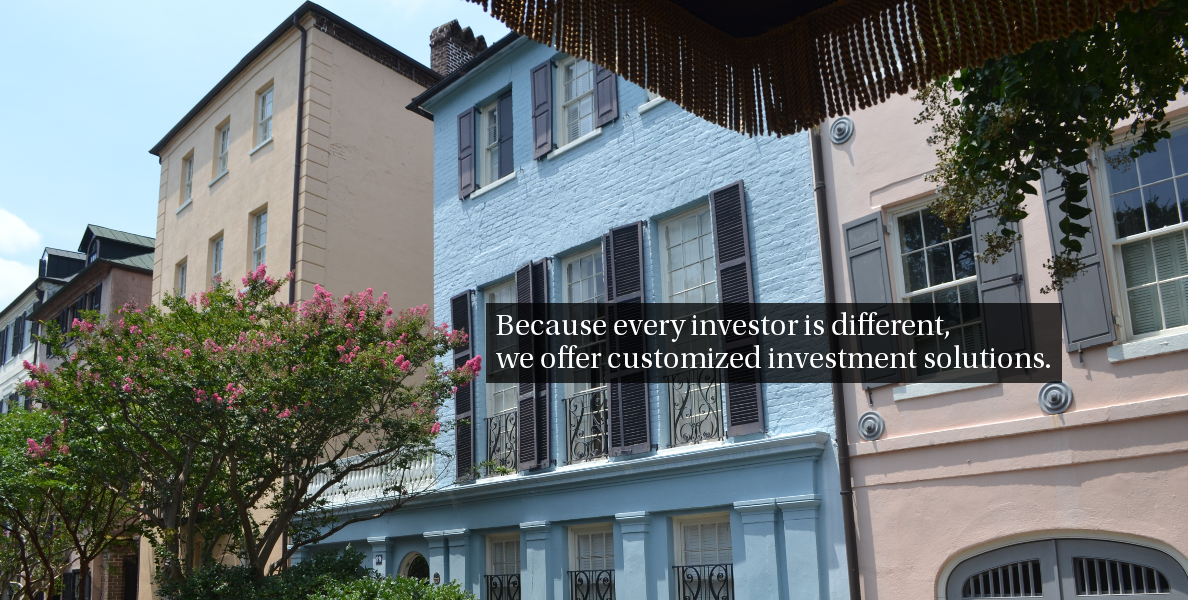 Because every investor is different,
we offer customized investment solutions.